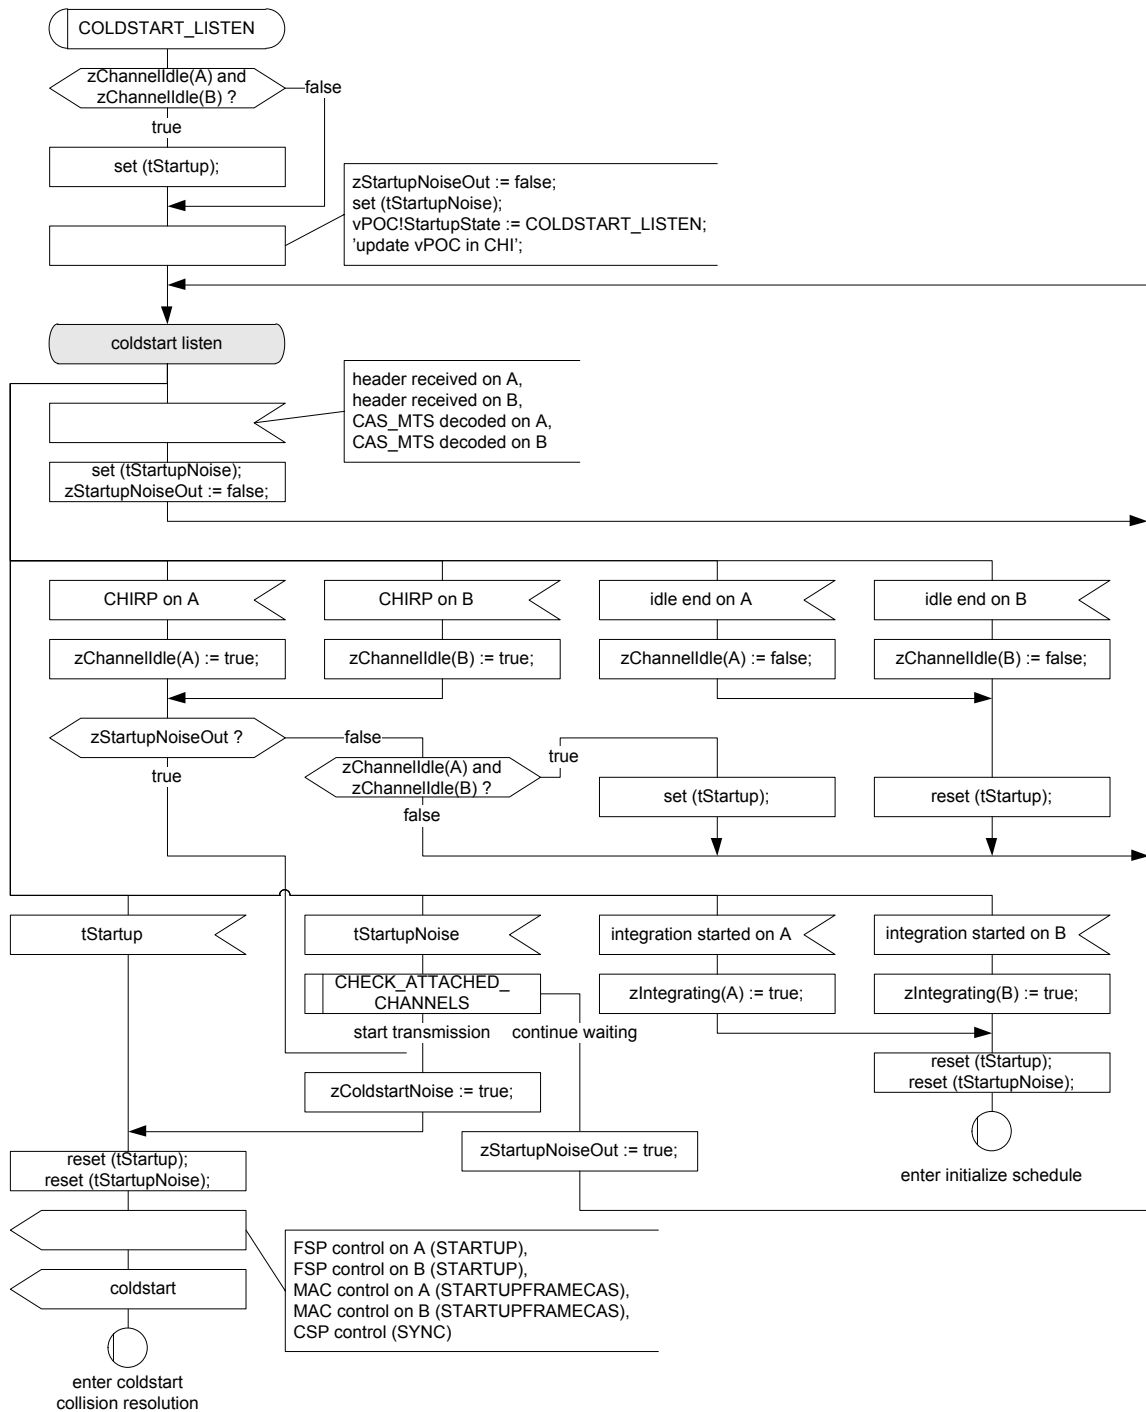 COLDSTART_LISTEN
zChannelIdle(A) and
zChannelIdle(B) ?
false
true
set (tStartup);
zStartupNoiseOut := false;
set (tStartupNoise);
vPOC!StartupState := COLDSTART_LISTEN;
'update vPOC in CHI';
coldstart listen
header received on A,
header received on B,
CAS_MTS decoded on A,
CAS_MTS decoded on B
set (tStartupNoise);
zStartupNoiseOut := false;
CHIRP on A
CHIRP on B
idle end on A
idle end on B
zChannelIdle(A) := true;
zChannelIdle(B) := true;
zChannelIdle(A) := false;
zChannelIdle(B) := false;
zStartupNoiseOut ?
false
true
zChannelIdle(A) and
zChannelIdle(B) ?
true
false
set (tStartup);
reset (tStartup);
tStartup
tStartupNoise
integration started on A
integration started on B
CHECK_ATTACHED_
CHANNELS
zIntegrating(A) := true;
zIntegrating(B) := true;
start transmission
continue waiting
reset (tStartup);
reset (tStartupNoise);
zColdstartNoise := true;
zStartupNoiseOut := true;
enter initialize schedule
reset (tStartup);
reset (tStartupNoise);
FSP control on A (STARTUP),
FSP control on B (STARTUP),
MAC control on A (STARTUPFRAMECAS),
MAC control on B (STARTUPFRAMECAS),
CSP control (SYNC)
coldstart
enter coldstart
collision resolution